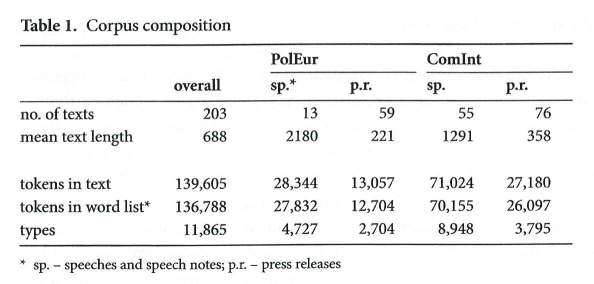 Table 1. Corpus composition
PolEur ComInt
overall sp.* p.r. sp. p.r.
no. of texts 203 13 59 55 76
mean text length 688 2180 221 1291 358
tokens in text 139,605 28,344 13,057 71,024 27,180
tokens in word list* 136,788 27,832 12,704 70,155 26,097
types 11,865 4,727 2,704 8,948 3,795
* sp. – speeches and speech notes; p.r. – press releases